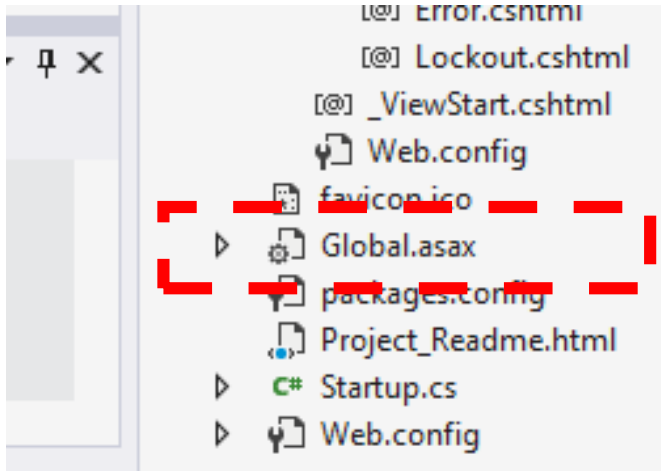 [@] Error.cshtml
[@] Lockout.cshtml
[@] _ViewStart.cshtml
Web.config
favicon.ico
Global.asax
packages.config
Project_Readme.html
C# Startup.cs
Web.config